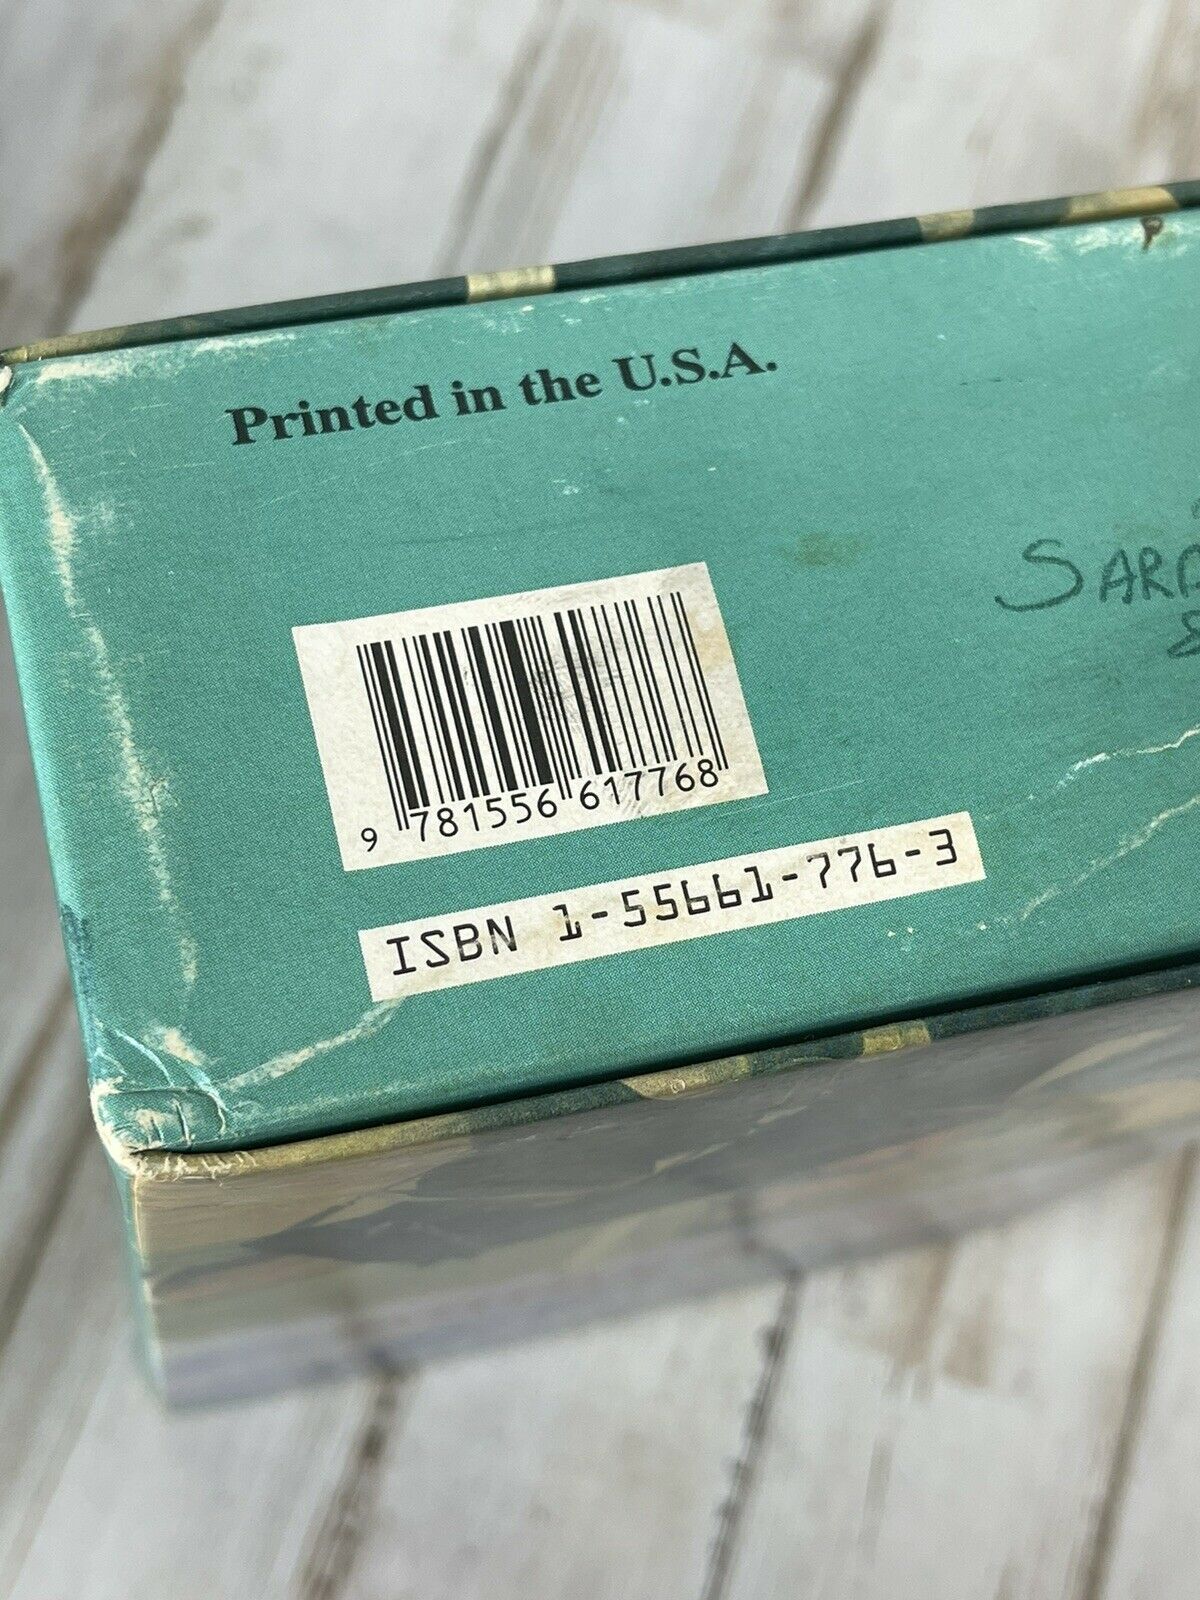 Printed in the U.S.A.
9 781556 617768
ISBN 1-55661-776-3